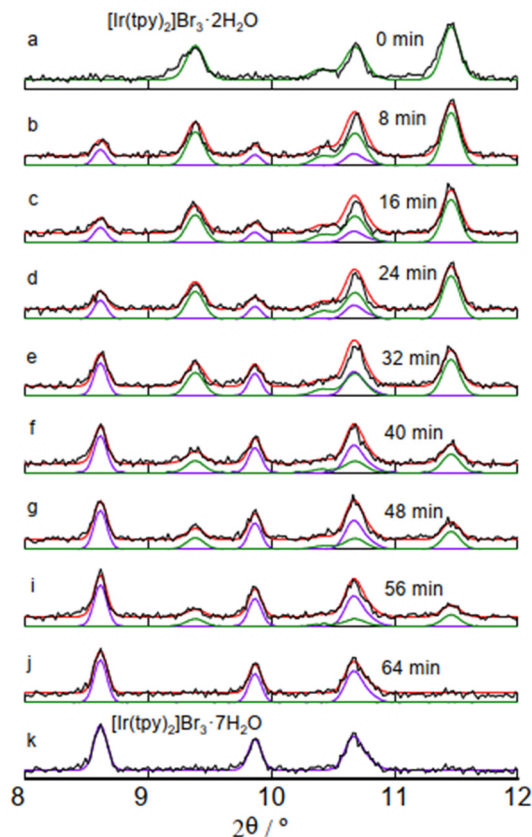 [Ir(tpy)₂]Br₃·2H₂O
a 0 min
b 8 min
c 16 min
d 24 min
e 32 min
f 40 min
g 48 min
i 56 min
j 64 min
[Ir(tpy)₂]Br₃·7H₂O
k
8 9 10 11 12
2θ / °